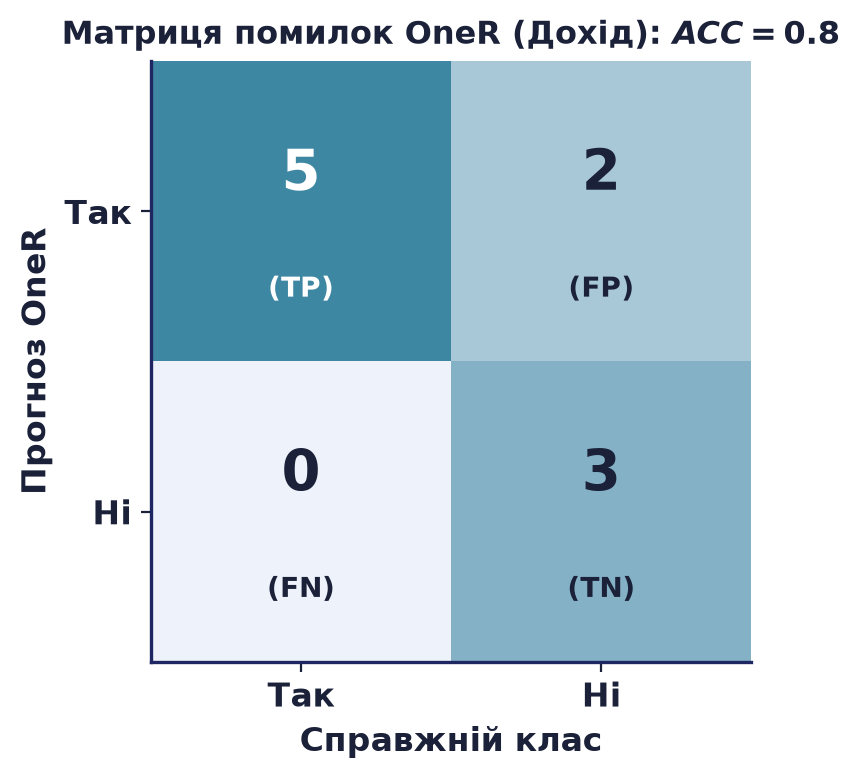 Матриця помилок OneR (Дохід): ACC = 0.8
Прогноз OneR
Так
5
(TP)
2
(FP)
Ні
0
(FN)
3
(TN)
Так
Ні
Справжній клас